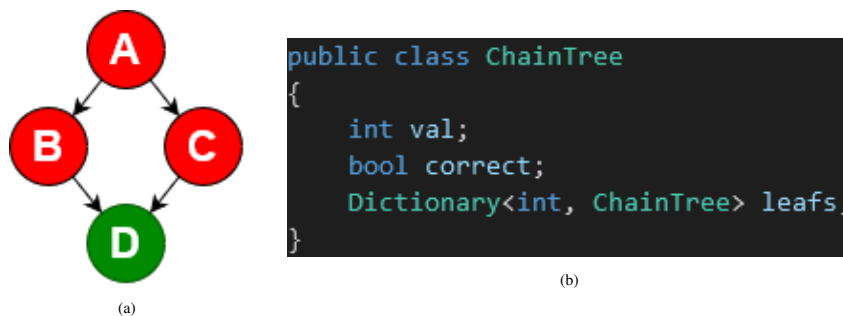 A
B
C
D
(a)
public class ChainTree
{
int val;
bool correct;
Dictionary<int, ChainTree> leafs
}
(b)